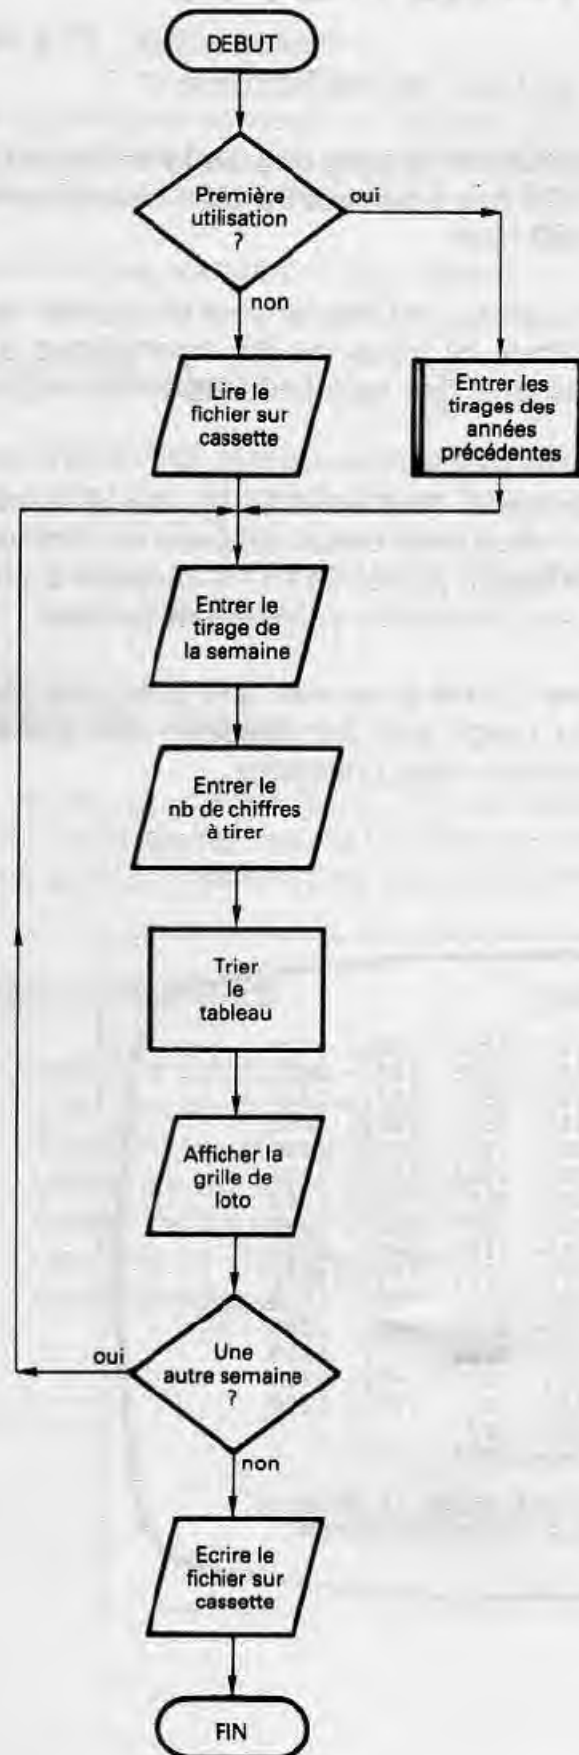 DEBUT
Première
utilisation
?
oui
non
Lire le
fichier sur
cassette
Entrer les
tirages des
années
précédentes
Entrer le
tirage de
la semaine
Entrer le
nb de chiffres
à tirer
Trier
le
tableau
Afficher la
grille de
loto
Une
autre semaine
?
oui
non
Ecrire le
fichier sur
cassette
FIN